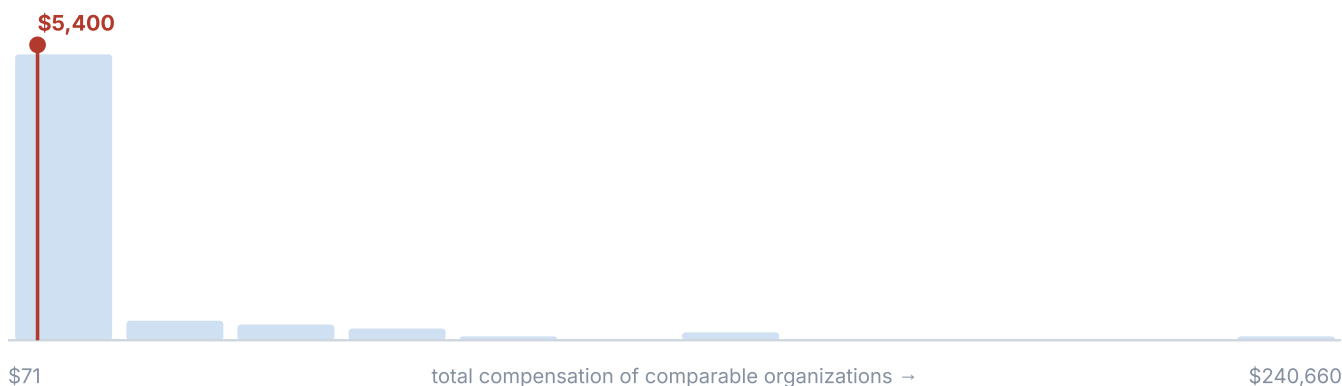 $5,400
$71 total compensation of comparable organizations → $240,660